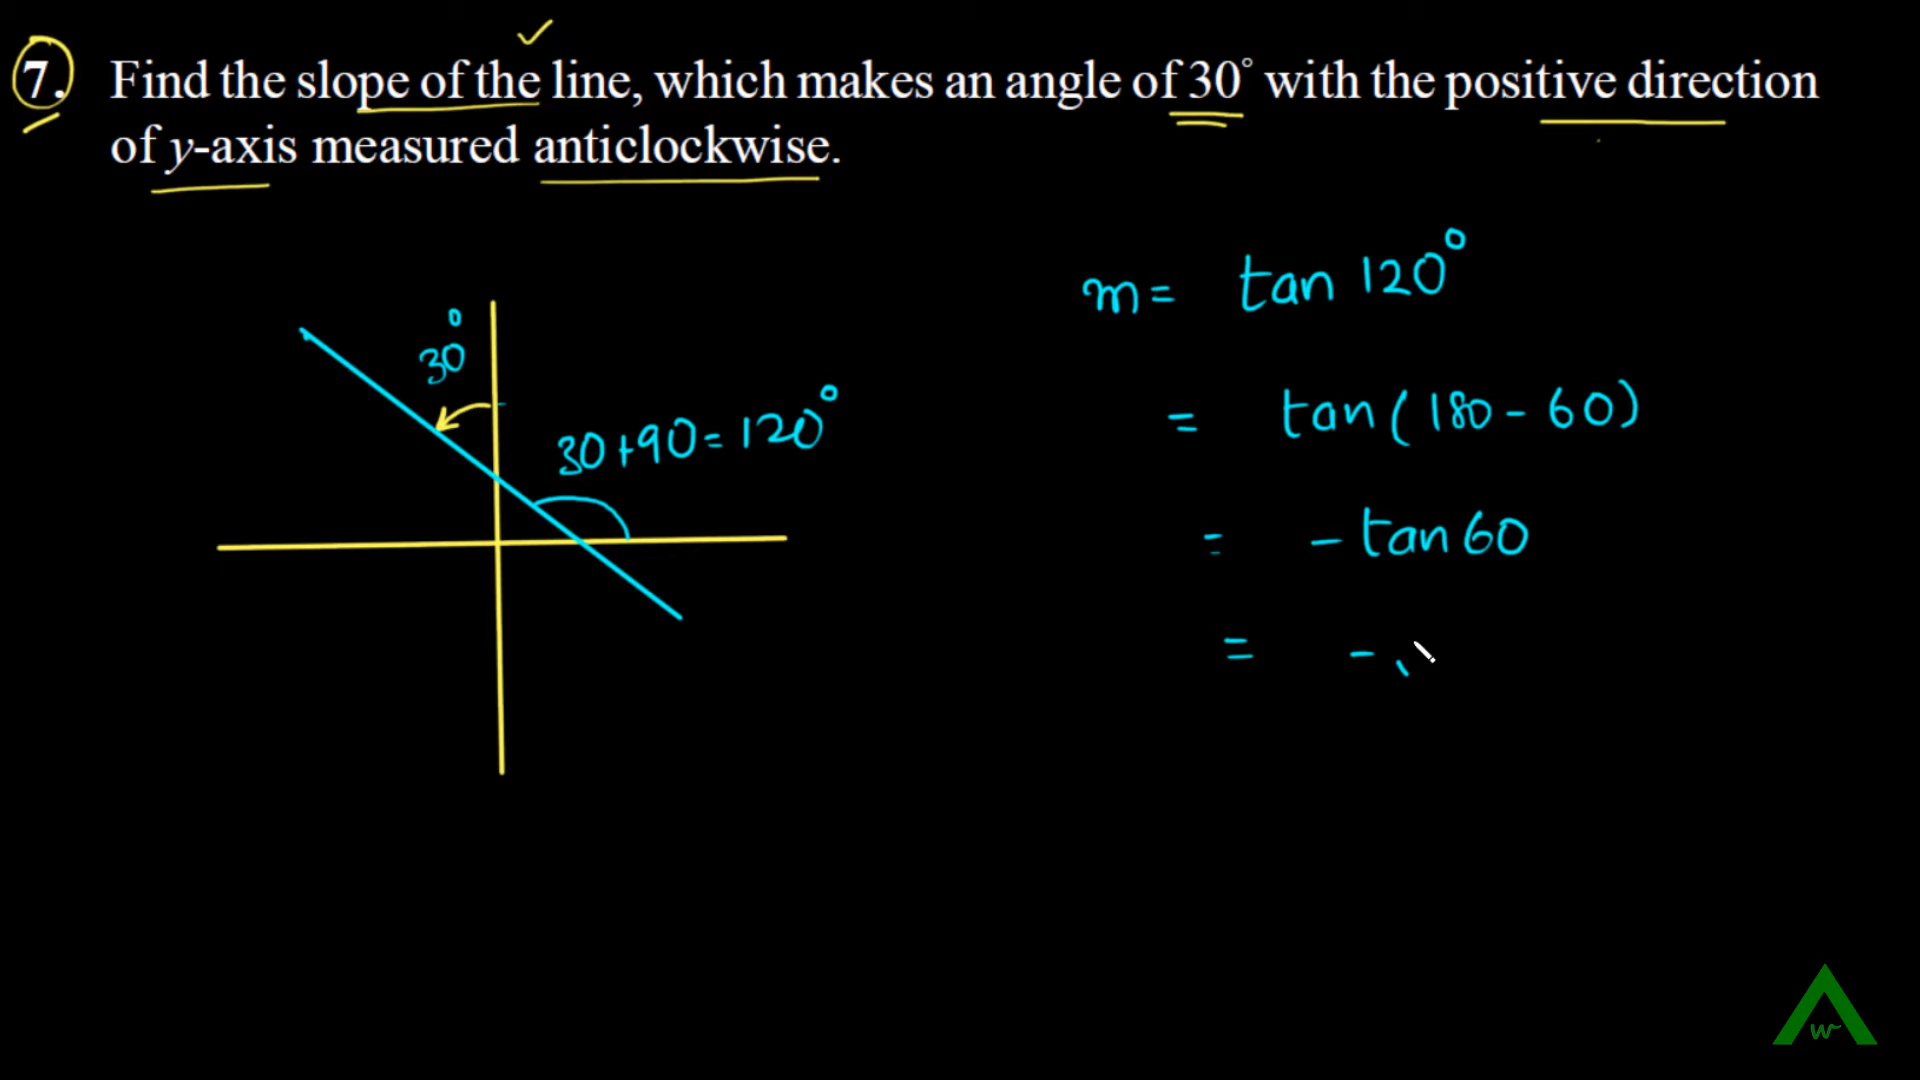 7. Find the slope of the line, which makes an angle of 30° with the positive direction
of y-axis measured anticlockwise.
m = tan 120°
30°
30+90 = 120°
= tan(180 - 60)
= - tan 60
= -
w